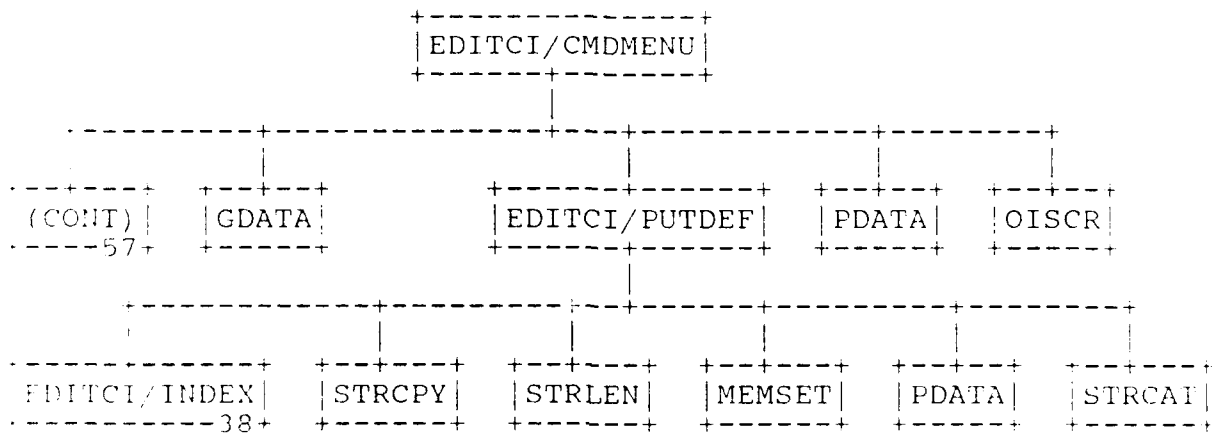 EDITCI/CMDMENU
(CONT) GDATA EDITCI/PUTDEF PDATA OISCR
57
EDITCI/INDEX STRCPY STRLEN MEMSET PDATA STRCAT
38